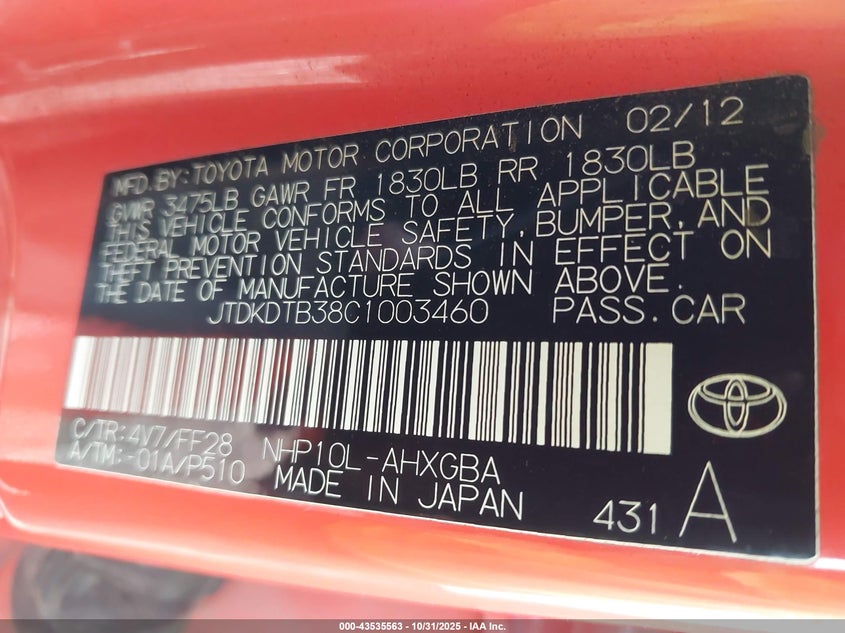 MFD.BY:TOYOTA MOTOR CORPORATION 02/12
GVWR 3475LB GAWR FR 1830LB RR 1830LB
THIS VEHICLE CONFORMS TO ALL APPLICABLE
FEDERAL MOTOR VEHICLE SAFETY, BUMPER, AND
THEFT PREVENTION STANDARDS IN EFFECT ON
THE DATE OF MANUFACTURE SHOWN ABOVE.
JTDKDTB38C1003460 PASS.CAR
C/TR:4V7/FF28 NHP10L-AHXGBA
A/TM:-01A/P510 MADE IN JAPAN
431 A
000-43535563 - 10/31/2025 - IAA Inc.